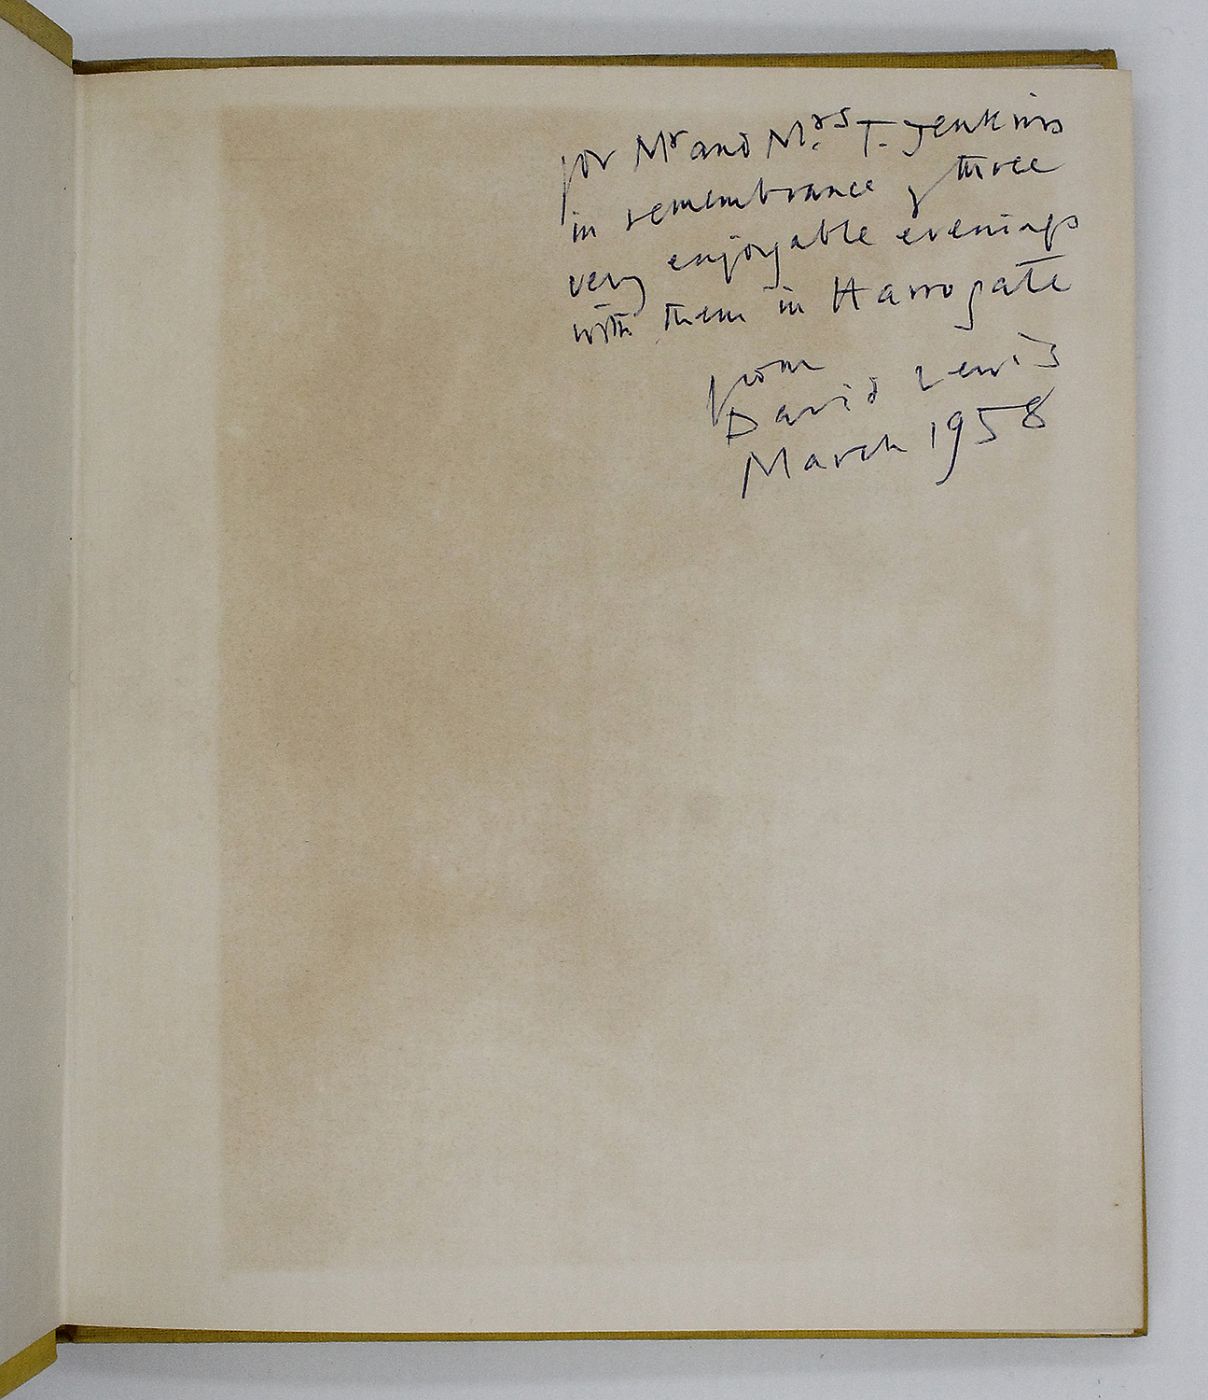 for Mr and Mrs T. Jenkins
in remembrance of three
very enjoyable evenings
with them in Harrogate
from
David Lewis
March 1958